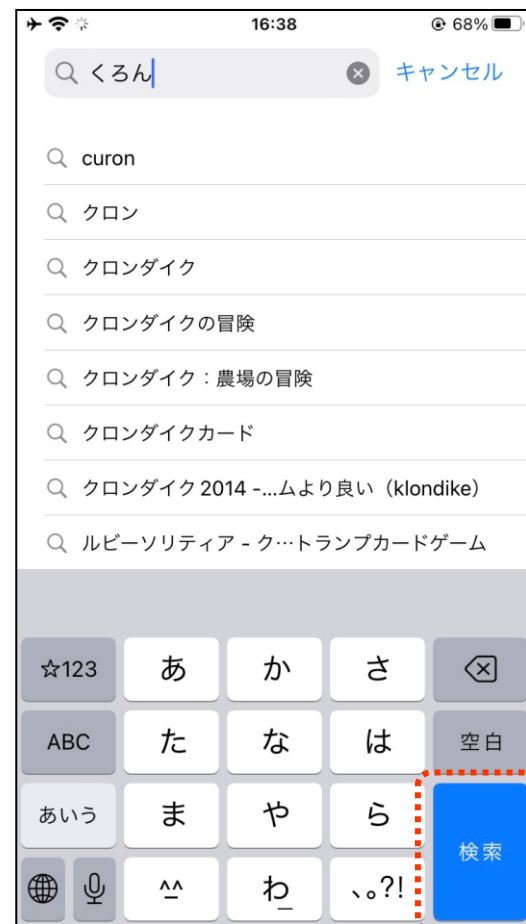 16:38 68%
くろん キャンセル
curon
クロン
クロンダイク
クロンダイクの冒険
クロンダイク：農場の冒険
クロンダイクカード
クロンダイク 2014 -...ムより良い（klondike）
ルビーソリティア - ク…トランプカードゲーム
☆123 あ か さ
ABC た な は 空白
あいう ま や ら 検索
^^ わ 、。?!